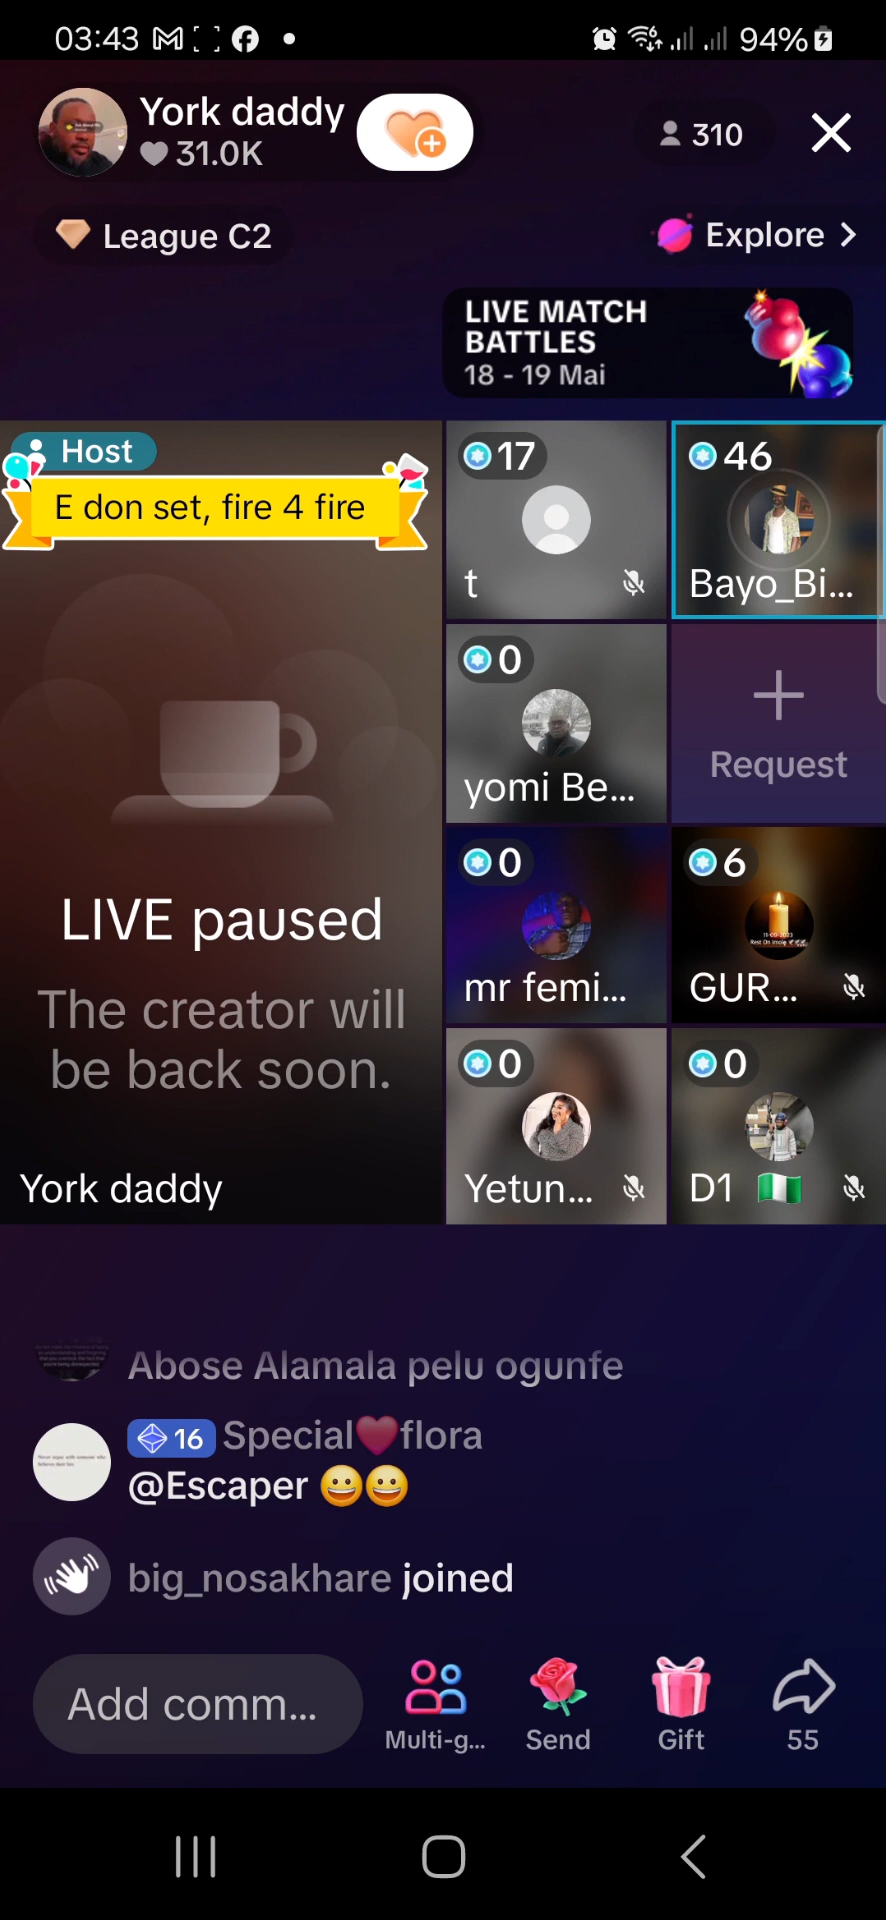 03:43
94%
York daddy
31.0K
310
League C2
Explore
LIVE MATCH
BATTLES
18 - 19 Mai
Host
E don set, fire 4 fire
LIVE paused
The creator will
be back soon.
York daddy
17
t
46
Bayo_Bi...
0
yomi Be...
Request
0
mr femi...
6
11-09-2023
GUR...
0
Yetun...
0
D1 🇳🇬
Abose Alamala pelu ogunfe
16 Special❤️flora
@Escaper 😀😀
big_nosakhare joined
Add comm...
Multi-g...
Send
Gift
55